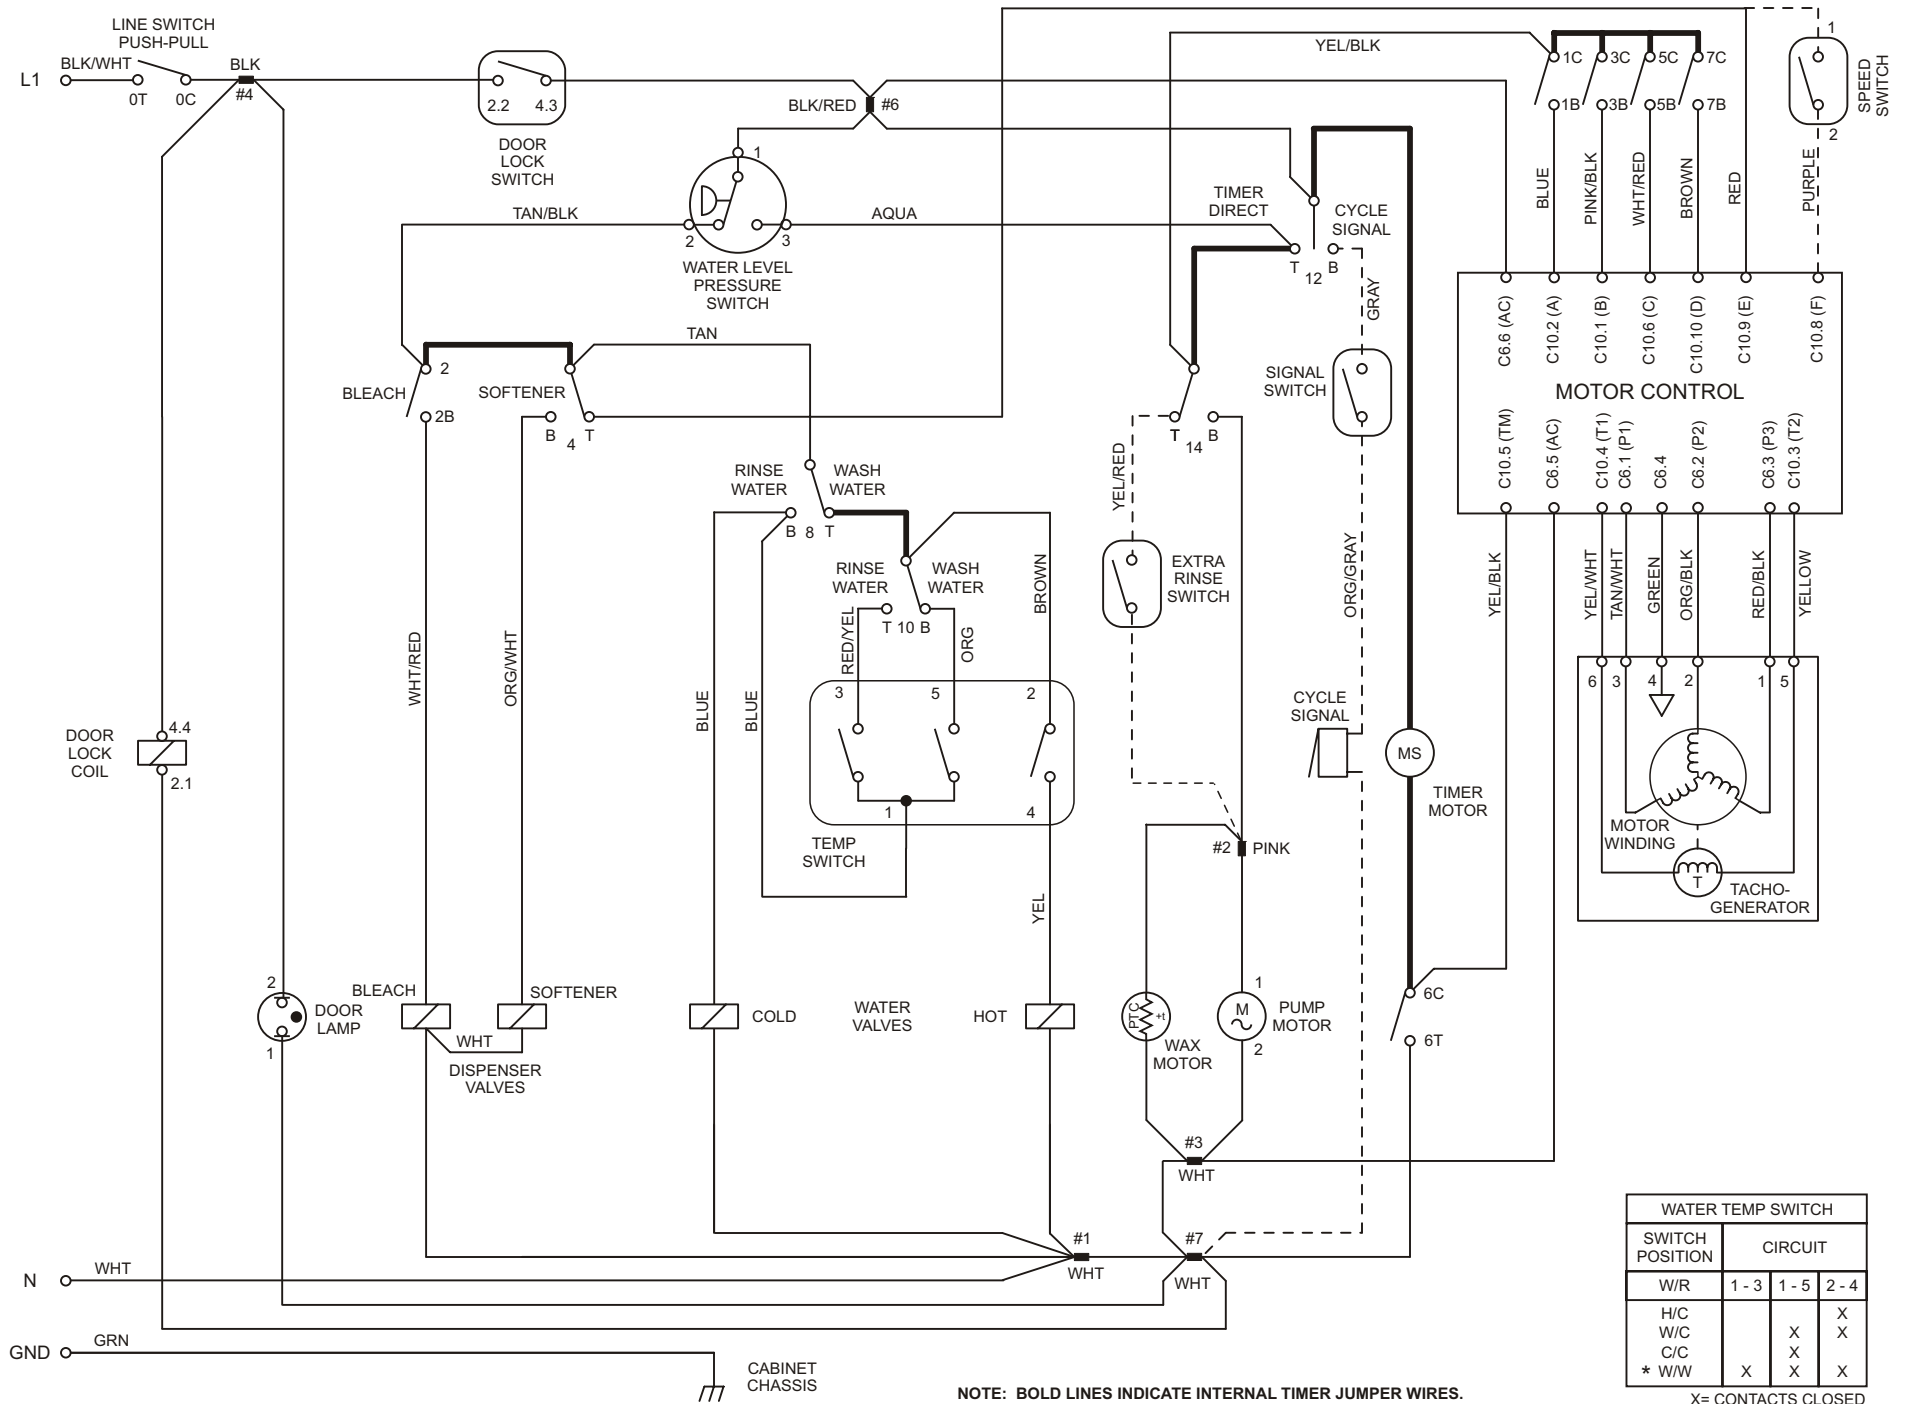 LINE SWITCH
PUSH-PULL
BLK/WHT
L1
0T
0C
BLK
#4
2.2
4.3
DOOR
LOCK
SWITCH
BLK/RED
#6
YEL/BLK
1C
3C
5C
7C
1B
3B
5B
7B
1
SPEED
SWITCH
2
BLUE
PINK/BLK
WHT/RED
BROWN
RED
PURPLE
1
TAN/BLK
2
3
AQUA
WATER LEVEL
PRESSURE
SWITCH
TIMER
DIRECT
CYCLE
SIGNAL
T
12
B
GRAY
SIGNAL
SWITCH
C6.6 (AC)
C10.2 (A)
C10.1 (B)
C10.6 (C)
C10.10 (D)
C10.9 (E)
C10.8 (F)
MOTOR CONTROL
C10.5 (TM)
C6.5 (AC)
C10.4 (T1)
C6.1 (P1)
C6.4
C6.2 (P2)
C6.3 (P3)
C10.3 (T2)
TAN
BLEACH
2
2B
SOFTENER
B
4
T
T
14
B
RINSE
WATER
WASH
WATER
B
8
T
RINSE
WATER
WASH
WATER
T
10
B
BROWN
YEL/RED
EXTRA
RINSE
SWITCH
ORG/GRAY
YEL/BLK
YEL/WHT
TAN/WHT
GREEN
ORG/BLK
RED/BLK
YELLOW
WHT/RED
ORG/WHT
BLUE
BLUE
RED/YEL
ORG
3
5
2
1
4
TEMP
SWITCH
6
3
4
2
1
5
MOTOR
WINDING
T
TACHO-
GENERATOR
DOOR
LOCK
COIL
4.4
2.1
CYCLE
SIGNAL
MS
TIMER
MOTOR
#2
PINK
YEL
2
DOOR
LAMP
1
BLEACH
SOFTENER
WHT
DISPENSER
VALVES
COLD
WATER
VALVES
HOT
PTC
+t
WAX
MOTOR
1
M
PUMP
MOTOR
2
6C
6T
#3
WHT
#1
WHT
#7
WHT
N
WHT
GND
GRN
CABINET
CHASSIS
NOTE: BOLD LINES INDICATE INTERNAL TIMER JUMPER WIRES.
WATER TEMP SWITCH
SWITCH
POSITION
CIRCUIT
W/R 1 - 3 1 - 5 2 - 4
H/C X
W/C X X
C/C X
* W/W X X X
X= CONTACTS CLOSED